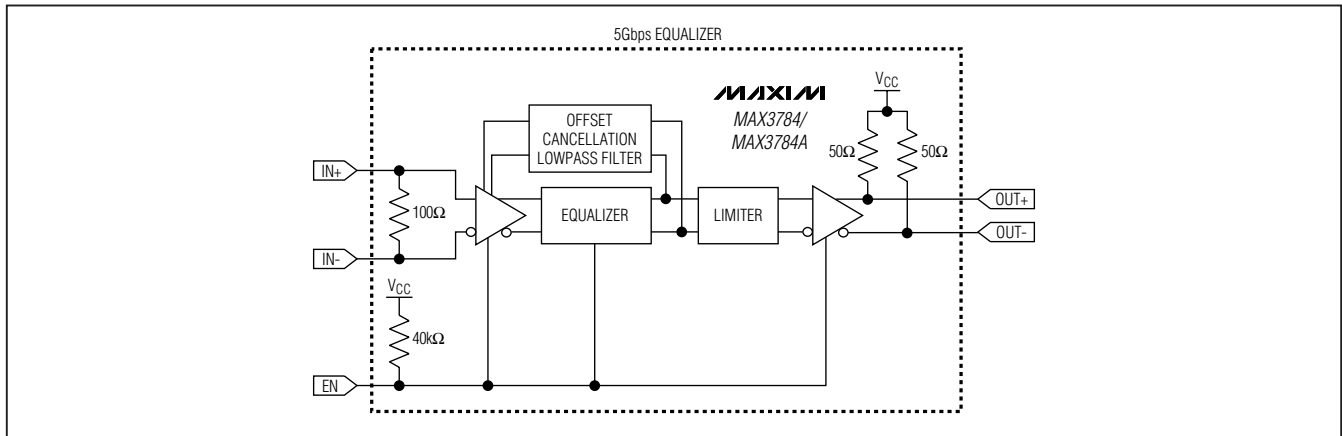 5Gbps EQUALIZER
MAXIM
MAX3784/
MAX3784A
VCC
50Ω
50Ω
OFFSET
CANCELLATION
LOWPASS FILTER
IN+
100Ω
EQUALIZER
LIMITER
OUT+
OUT-
IN-
VCC
40kΩ
EN